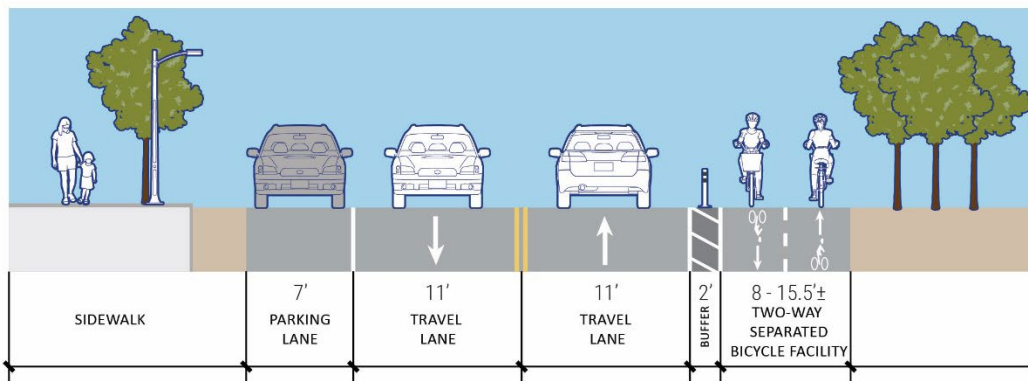 SIDEWALK
7’
PARKING
LANE
11’
TRAVEL
LANE
11’
TRAVEL
LANE
2’
BUFFER
8 - 15.5’±
TWO-WAY
SEPARATED
BICYCLE FACILITY